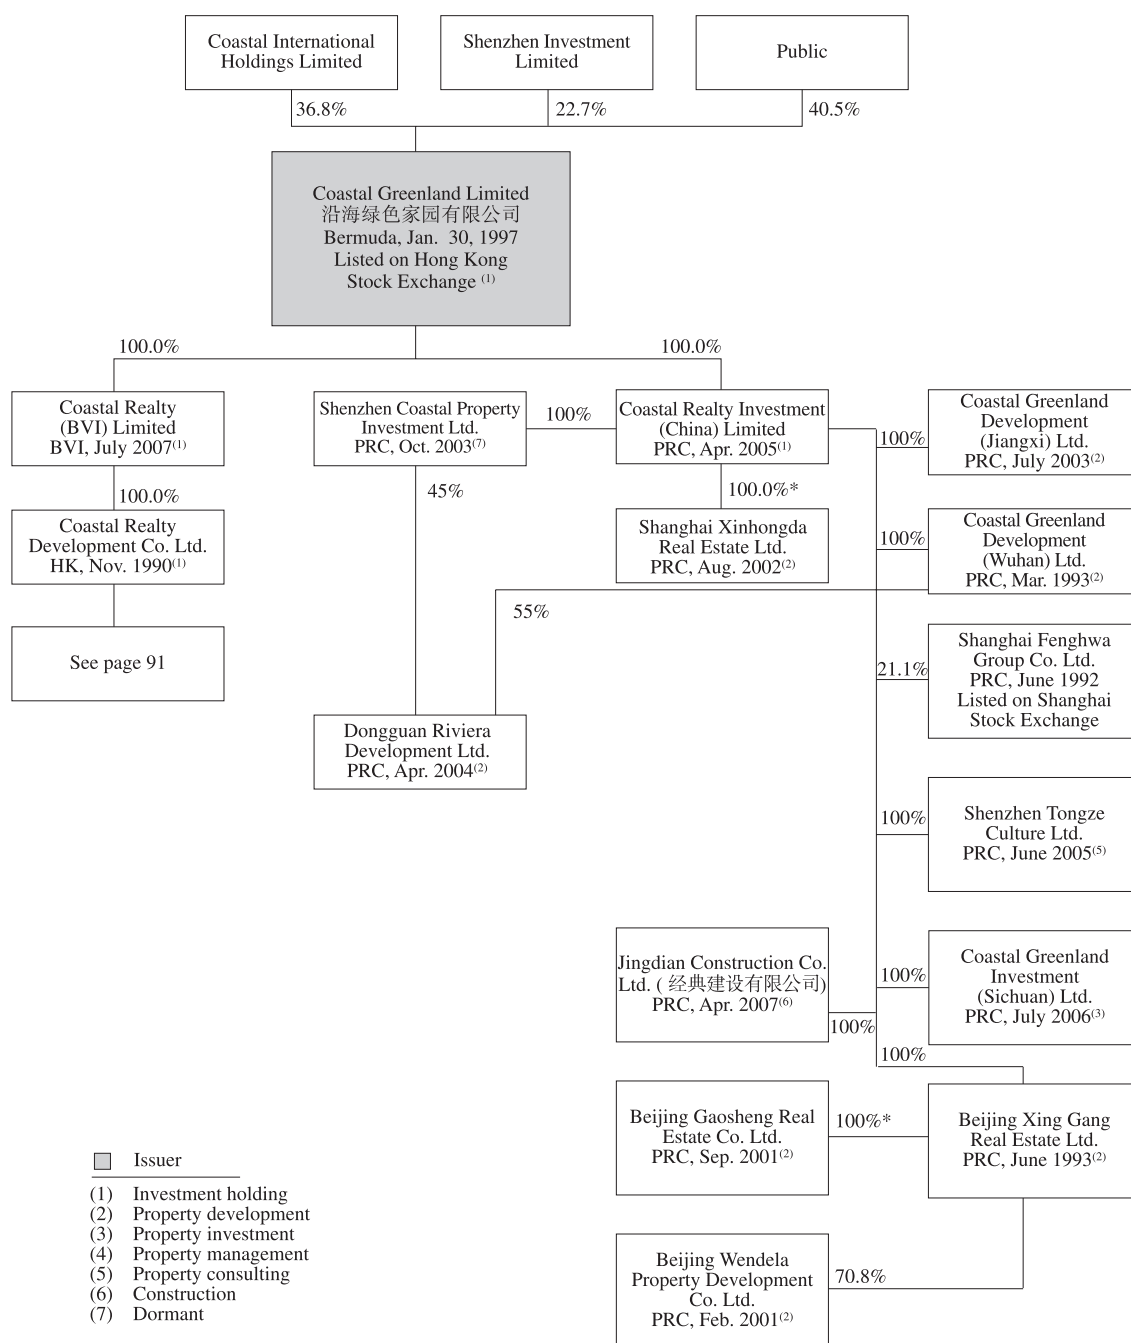 Coastal International
Holdings Limited
Shenzhen Investment
Limited
Public
36.8%
22.7%
40.5%
Coastal Greenland Limited
沿海绿色家园有限公司
Bermuda, Jan. 30, 1997
Listed on Hong Kong
Stock Exchange (1)
100.0%
100.0%
Coastal Realty
(BVI) Limited
BVI, July 2007(1)
Shenzhen Coastal Property
Investment Ltd.
PRC, Oct. 2003(7)
100%
Coastal Realty Investment
(China) Limited
PRC, Apr. 2005(1)
100%
Coastal Greenland
Development
(Jiangxi) Ltd.
PRC, July 2003(2)
100.0%
45%
100.0%*
Coastal Realty
Development Co. Ltd.
HK, Nov. 1990(1)
Shanghai Xinhongda
Real Estate Ltd.
PRC, Aug. 2002(2)
100%
Coastal Greenland
Development
(Wuhan) Ltd.
PRC, Mar. 1993(2)
55%
See page 91
21.1%
Shanghai Fenghwa
Group Co. Ltd.
PRC, June 1992
Listed on Shanghai
Stock Exchange
Dongguan Riviera
Development Ltd.
PRC, Apr. 2004(2)
100%
Shenzhen Tongze
Culture Ltd.
PRC, June 2005(5)
Jingdian Construction Co.
Ltd. ( 经典建设有限公司)
PRC, Apr. 2007(6)
100%
100%
Coastal Greenland
Investment
(Sichuan) Ltd.
PRC, July 2006(3)
100%
Beijing Gaosheng Real
Estate Co. Ltd.
PRC, Sep. 2001(2)
100%*
Beijing Xing Gang
Real Estate Ltd.
PRC, June 1993(2)
Beijing Wendela
Property Development
Co. Ltd.
PRC, Feb. 2001(2)
70.8%
Issuer
(1) Investment holding
(2) Property development
(3) Property investment
(4) Property management
(5) Property consulting
(6) Construction
(7) Dormant